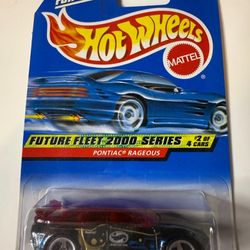 HOT WHEELS
MATTEL
FUTURE FLEET 2000 SERIES
#2 OF
4 CARS
PONTIAC® RAGEOUS